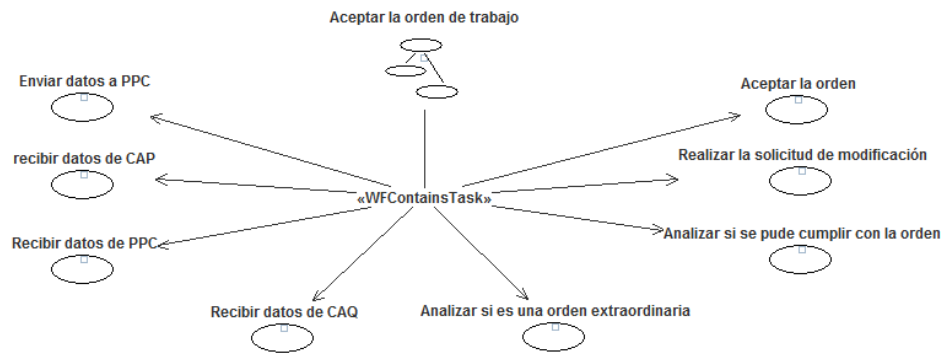 Aceptar la orden de trabajo
Enviar datos a PPC
Aceptar la orden
recibir datos de CAP
Realizar la solicitud de modificación
«WFContainsTask»
Recibir datos de PPC
Analizar si se pude cumplir con la orden
Recibir datos de CAQ
Analizar si es una orden extraordinaria